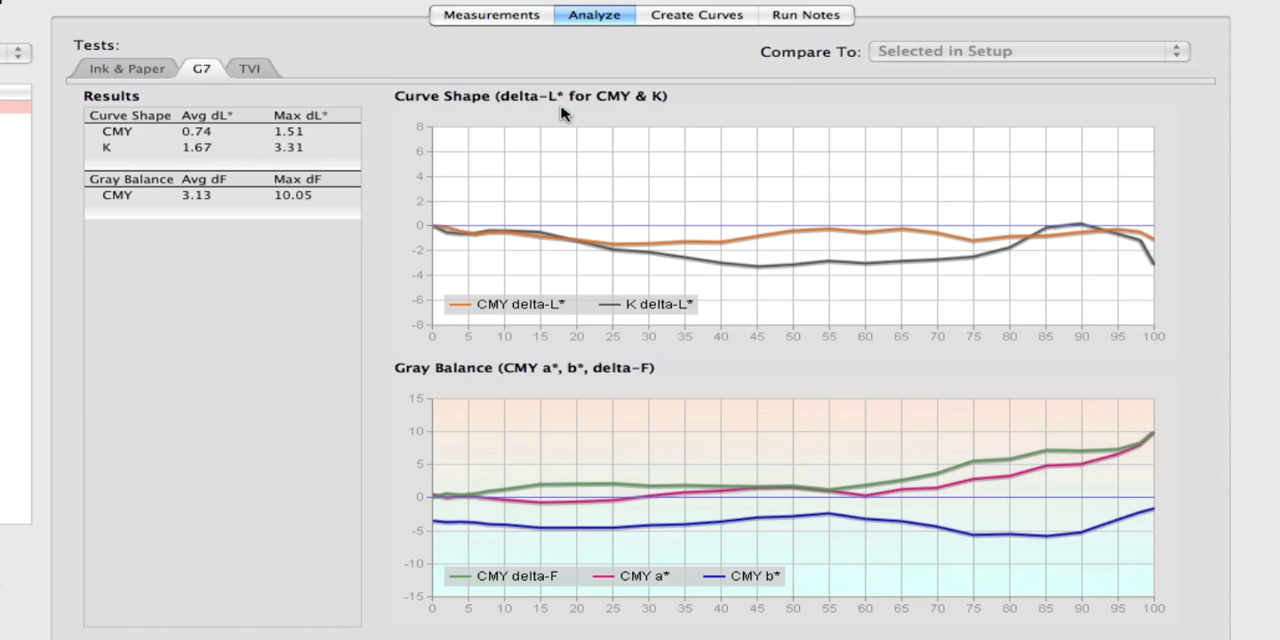 Measurements Analyze Create Curves Run Notes
Tests:
Compare To: Selected in Setup
Ink & Paper G7 TVI
Results
Curve Shape Avg dL* Max dL*
CMY 0.74 1.51
K 1.67 3.31
Gray Balance Avg dF Max dF
CMY 3.13 10.05
Curve Shape (delta-L* for CMY & K)
8
6
4
2
0
-2
-4
-6
-8
CMY delta-L* K delta-L*
0 5 10 15 20 25 30 35 40 45 50 55 60 65 70 75 80 85 90 95 100
Gray Balance (CMY a*, b*, delta-F)
15
10
5
0
-5
-10
-15
CMY delta-F CMY a* CMY b*
0 5 10 15 20 25 30 35 40 45 50 55 60 65 70 75 80 85 90 95 100